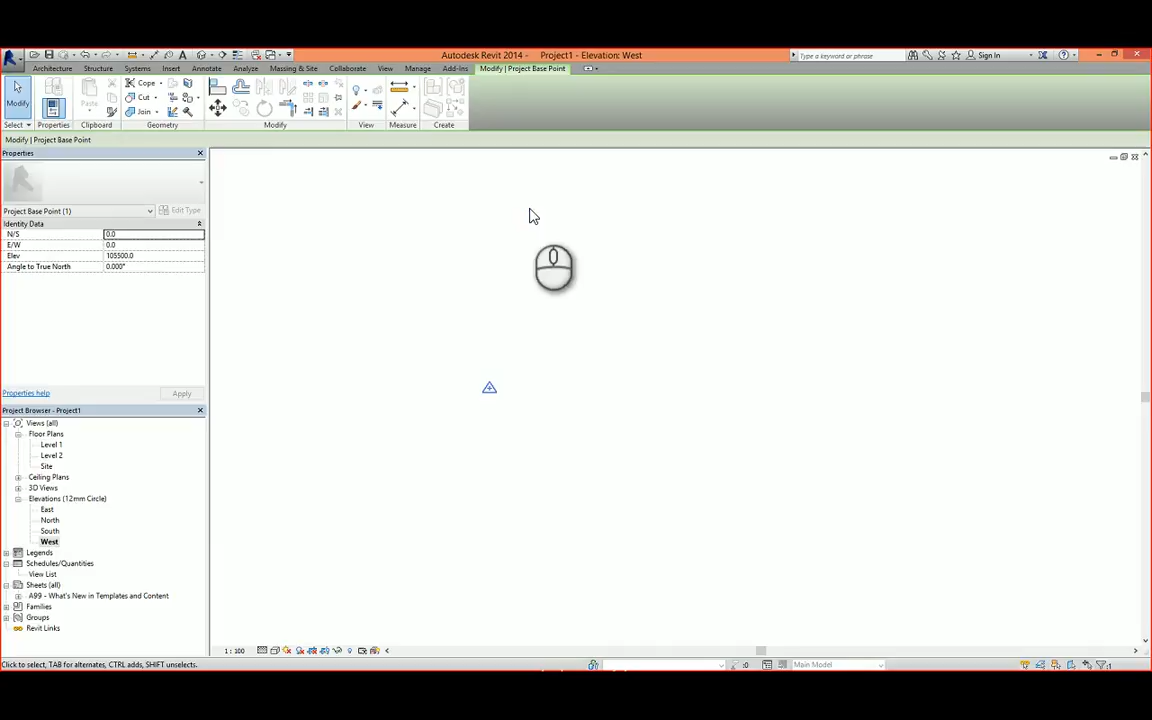 Autodesk Revit 2014 -    Project1 - Elevation: West
Type a keyword or phrase
Sign In
Architecture  Structure  Systems  Insert  Annotate  Analyze  Massing & Site  Collaborate  View  Manage  Add-Ins  Modify | Project Base Point
Modify  Paste  Cope
Cut
Join
Select  Properties  Clipboard  Geometry  Modify  View  Measure  Create
Modify | Project Base Point
Properties
Project Base Point (1)  Edit Type
Identity Data
N/S  0.0
E/W  0.0
Elev  105500.0
Angle to True North  0.000°
Properties help  Apply
Project Browser - Project1
Views (all)
Floor Plans
Level 1
Level 2
Site
Ceiling Plans
3D Views
Elevations (12mm Circle)
East
North
South
West
Legends
Schedules/Quantities
View List
Sheets (all)
A99 - What's New in Templates and Content
Families
Groups
Revit Links
1 : 100
Click to select, TAB for alternates, CTRL adds, SHIFT unselects.  :0  Main Model  :1